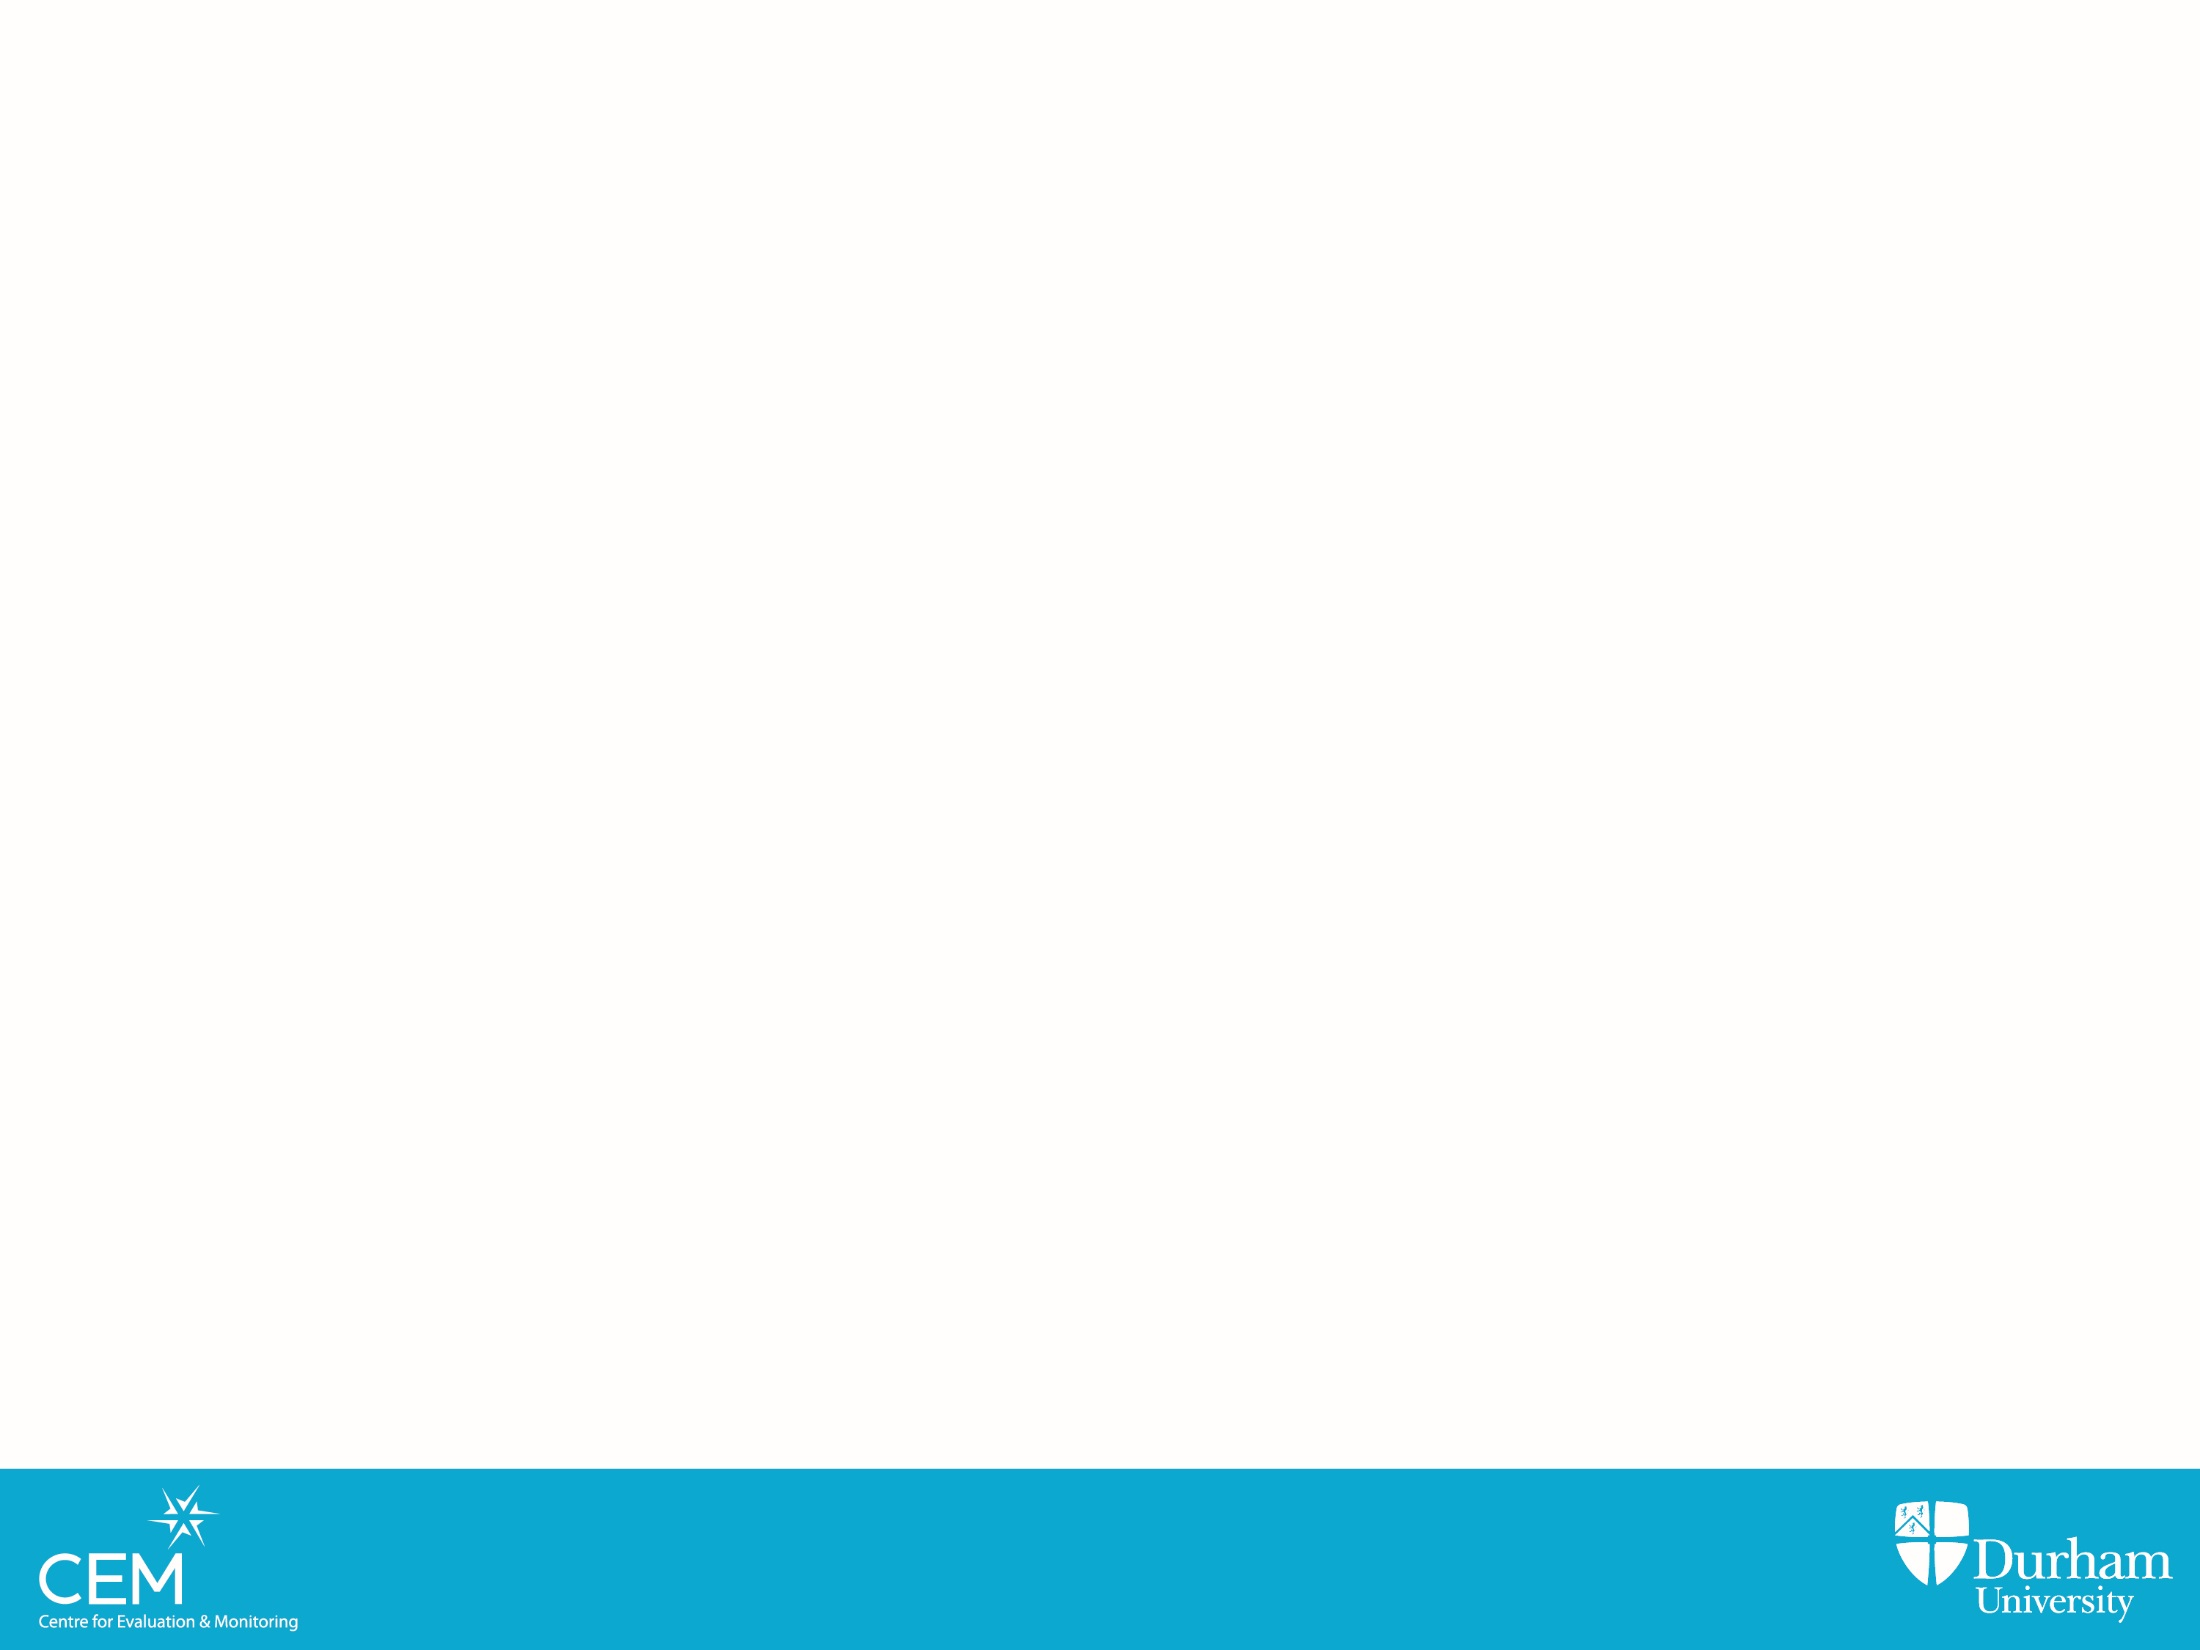 CEM
Centre for Evaluation & Monitoring
Durham
University